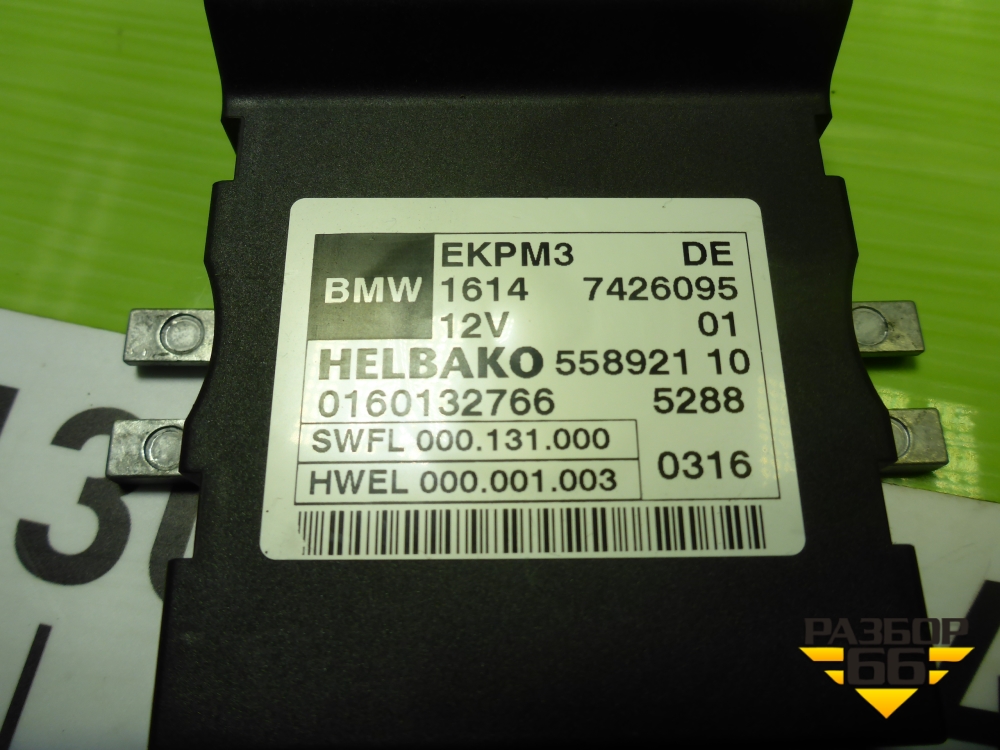 EKPM3 DE
BMW 1614 7426095
12V 01
HELBAKO 558921 10
0160132766 5288
SWFL 000.131.000
HWEL 000.001.003
0316
РАЗБОР
66